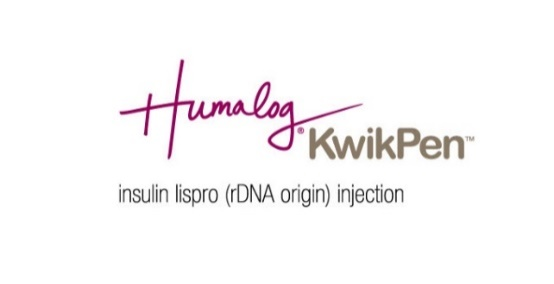 Humalog® KwikPen™
insulin lispro (rDNA origin) injection